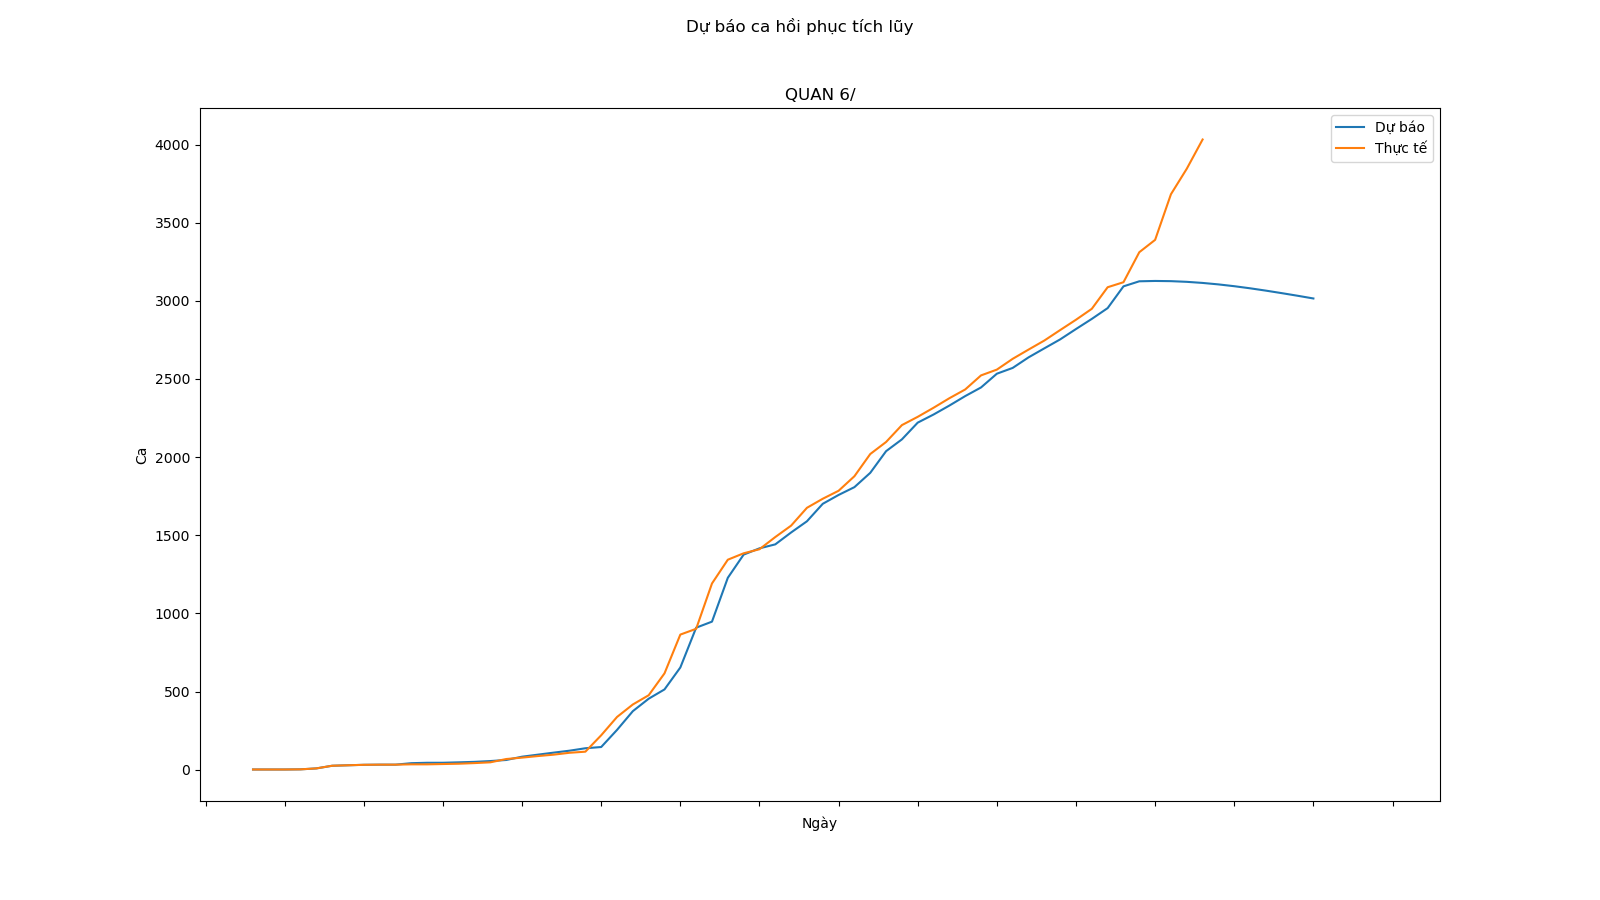 Dự báo ca hồi phục tích lũy
QUAN 6/
Dự báo
Thực tế
4000
3500
3000
2500
2000
1500
1000
500
0
Ca
Ngày